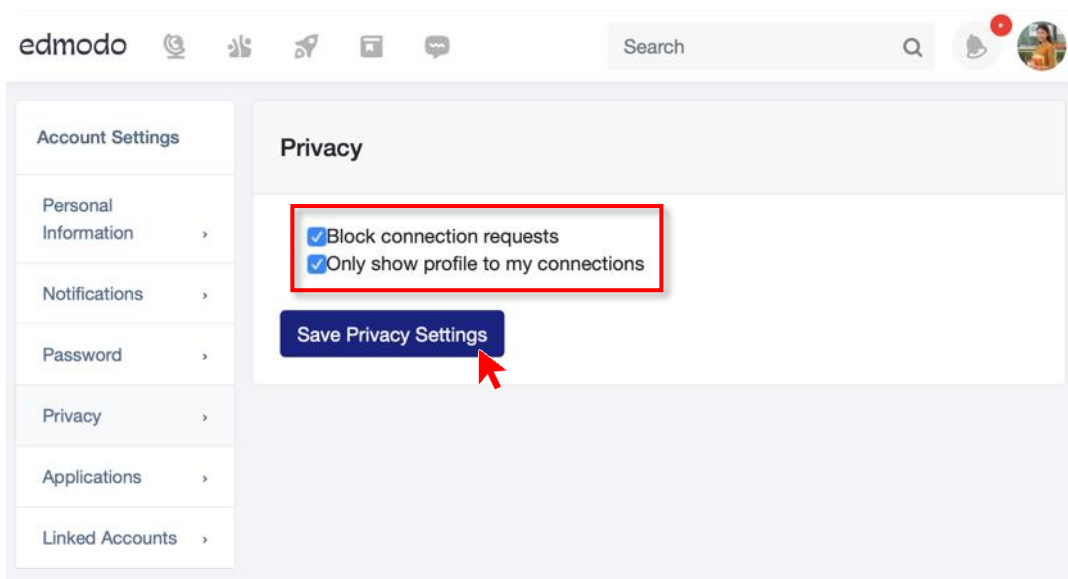 edmodo
Search
Account Settings
Personal
Information
Notifications
Password
Privacy
Applications
Linked Accounts
Privacy
Block connection requests
Only show profile to my connections
Save Privacy Settings